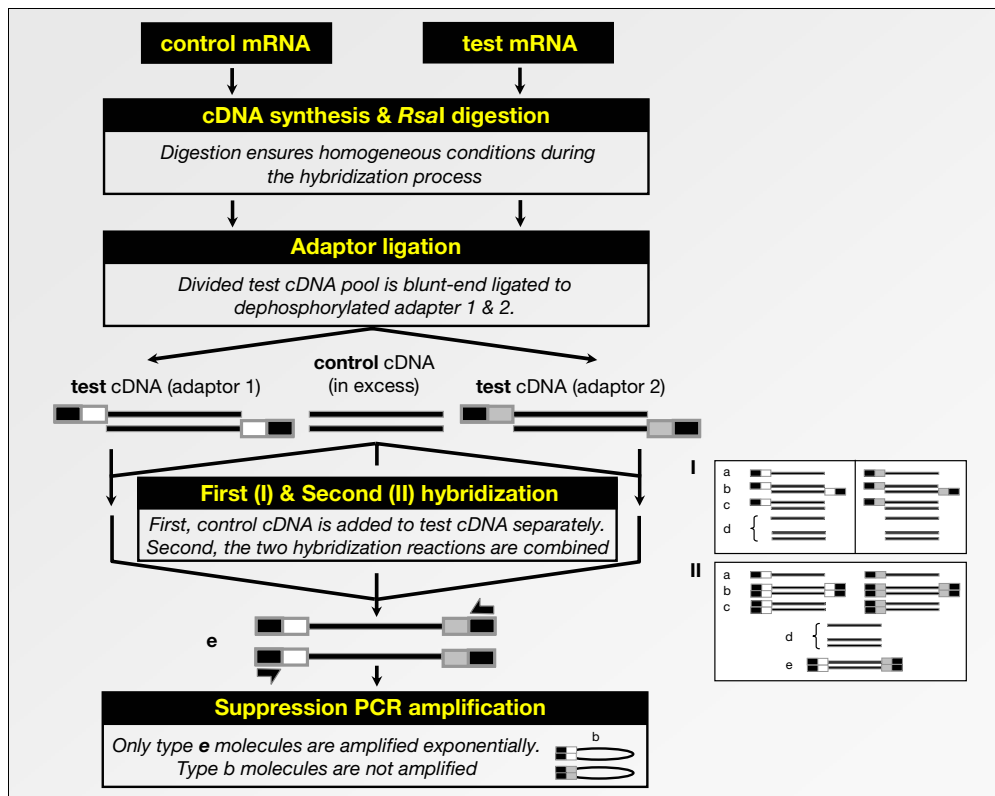 control mRNA
test mRNA
cDNA synthesis & RsaI digestion
Digestion ensures homogeneous conditions during
the hybridization process
Adaptor ligation
Divided test cDNA pool is blunt-end ligated to
dephosphorylated adapter 1 & 2.
test cDNA (adaptor 1)
control cDNA
(in excess)
test cDNA (adaptor 2)
First (I) & Second (II) hybridization
First, control cDNA is added to test cDNA separately.
Second, the two hybridization reactions are combined
I
a
b
c
d
II
a
b
c
d
e
e
Suppression PCR amplification
Only type e molecules are amplified exponentially.
Type b molecules are not amplified
b